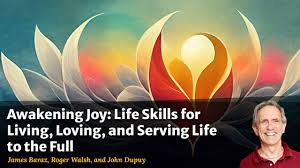 Awakening Joy: Life Skills for
Living, Loving, and Serving Life
to the Full
James Baraz, Roger Walsh, and John Dupuy